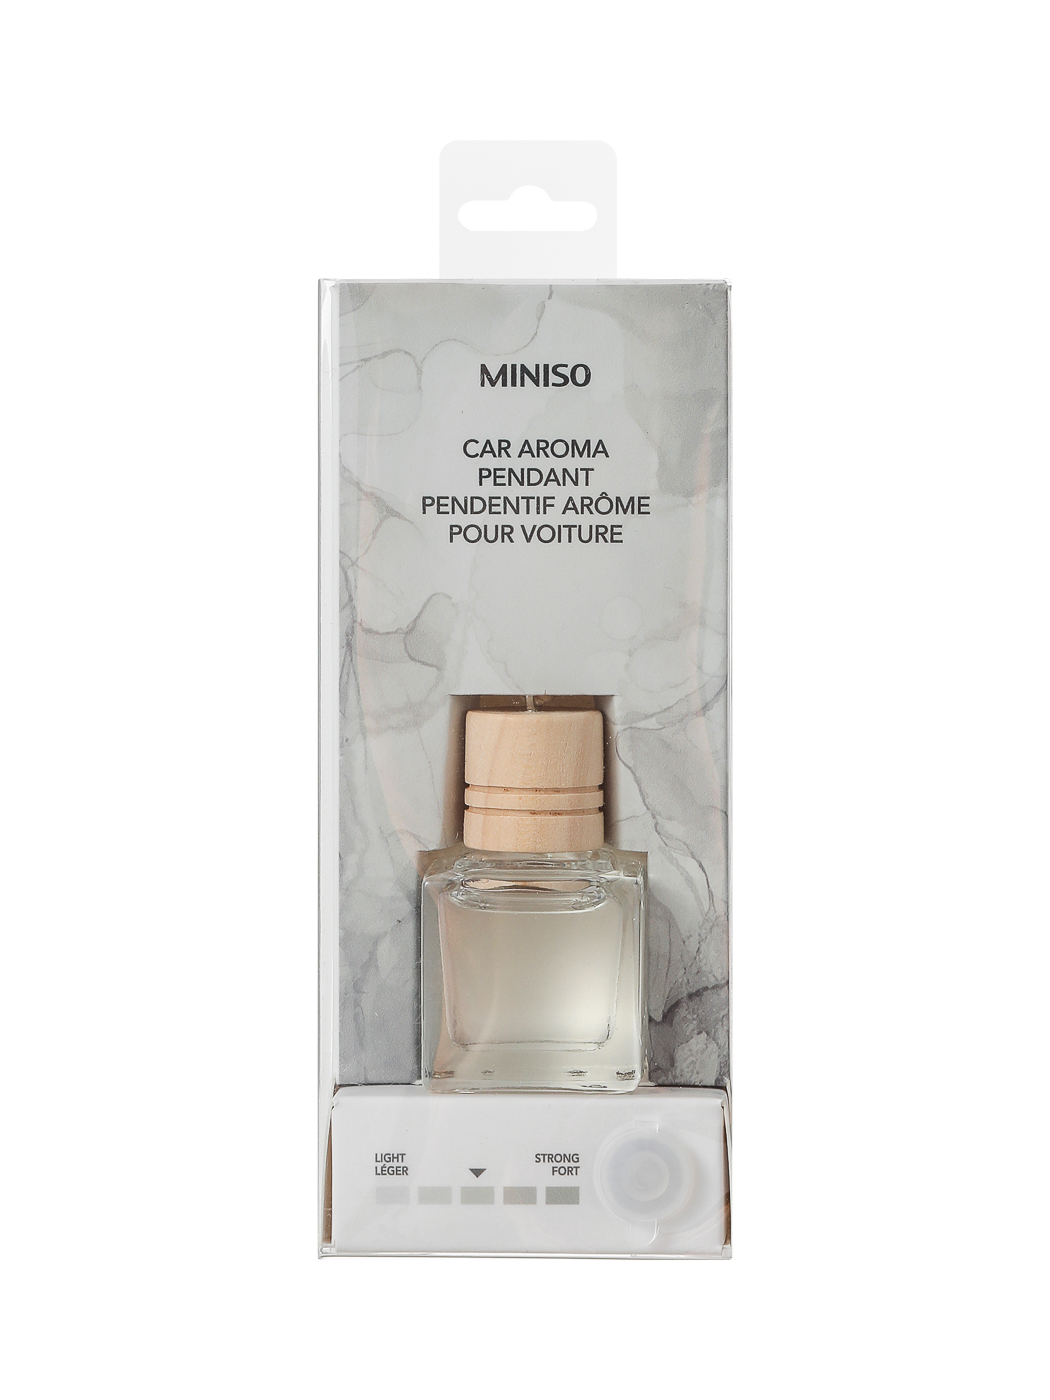 MINISO
CAR AROMA
PENDANT
PENDENTIF ARÔME
POUR VOITURE
LIGHT
LÉGER
STRONG
FORT